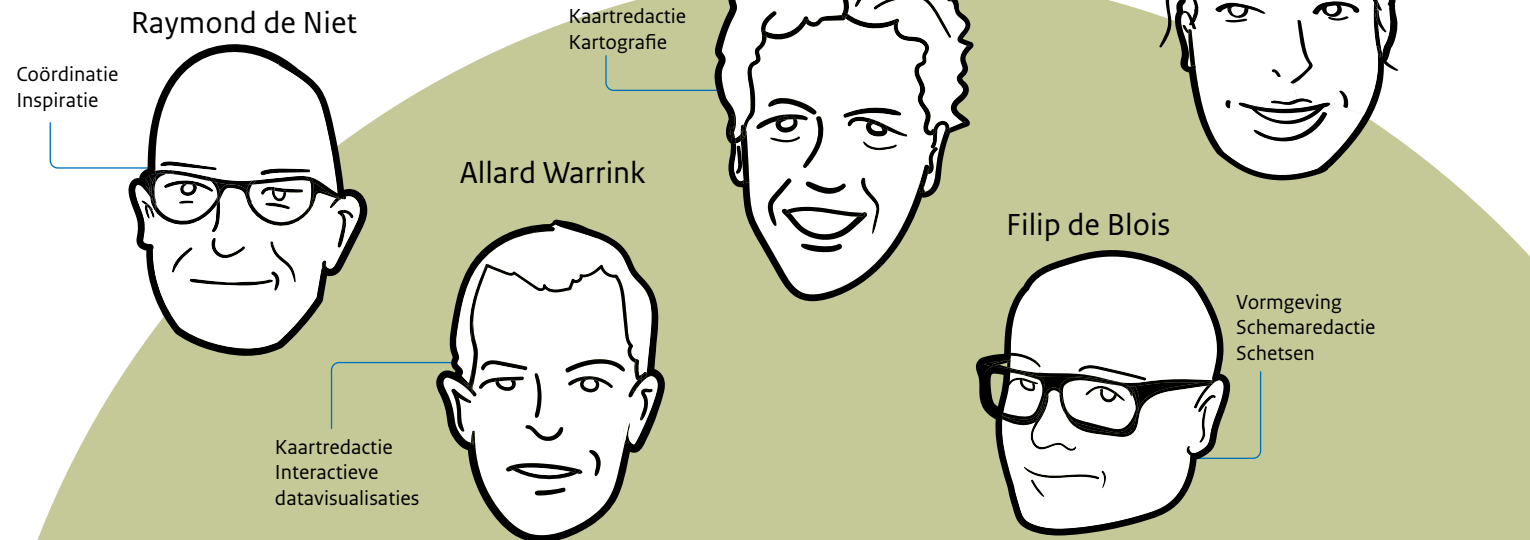 Raymond de Niet
Coördinatie
Inspiratie
Kaartredactie
Kartografie
Allard Warrink
Kaartredactie
Interactieve
datavisualisaties
Filip de Blois
Vormgeving
Schemaredactie
Schetsen